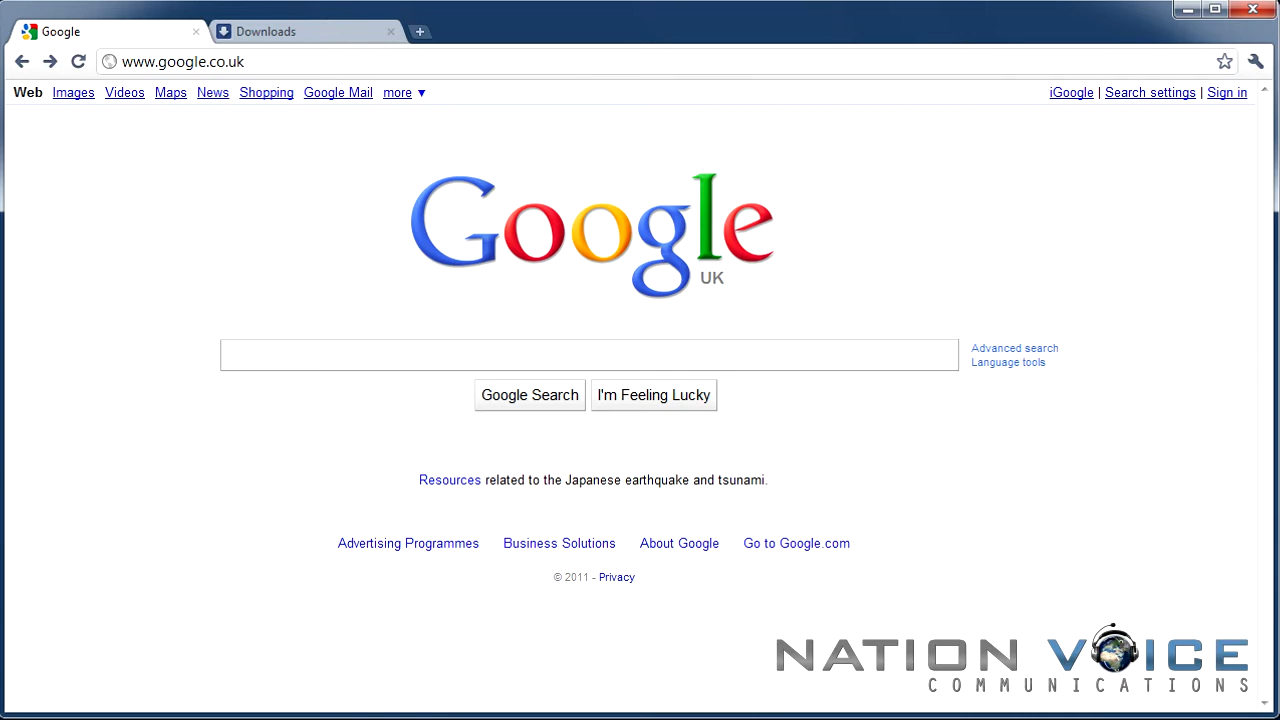 Google
Downloads
www.google.co.uk
Web Images Videos Maps News Shopping Google Mail more ▼
iGoogle | Search settings | Sign in
Google
UK
Advanced search
Language tools
Google Search I'm Feeling Lucky
Resources related to the Japanese earthquake and tsunami.
Advertising Programmes Business Solutions About Google Go to Google.com
© 2011 - Privacy
NATION VOICE
COMMUNICATIONS